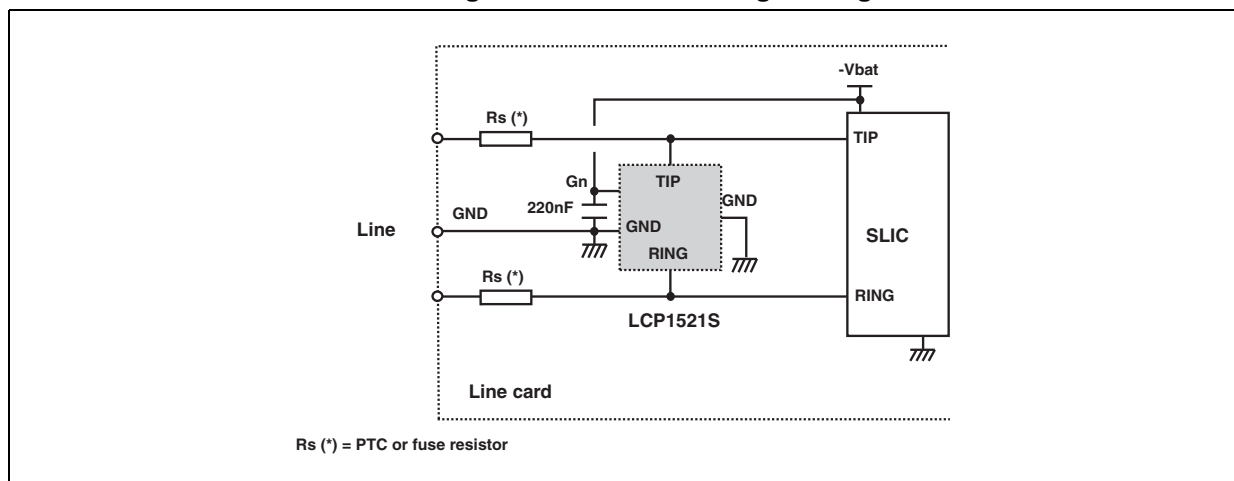 -Vbat
Rs (*)
TIP
Gn
TIP
GND
220nF
GND
GND
Line
SLIC
RING
Rs (*)
RING
LCP1521S
Line card
Rs (*) = PTC or fuse resistor